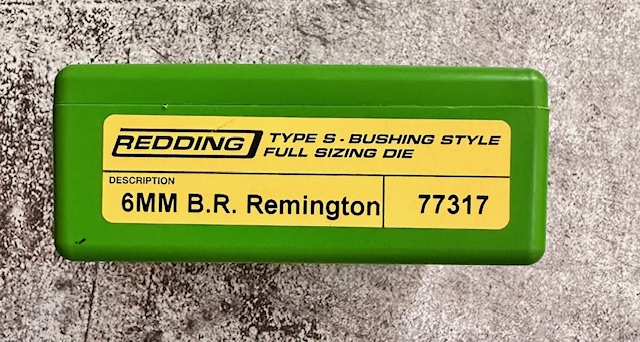 REDDING TYPE S - BUSHING STYLE
FULL SIZING DIE
DESCRIPTION
6MM B.R. Remington 77317